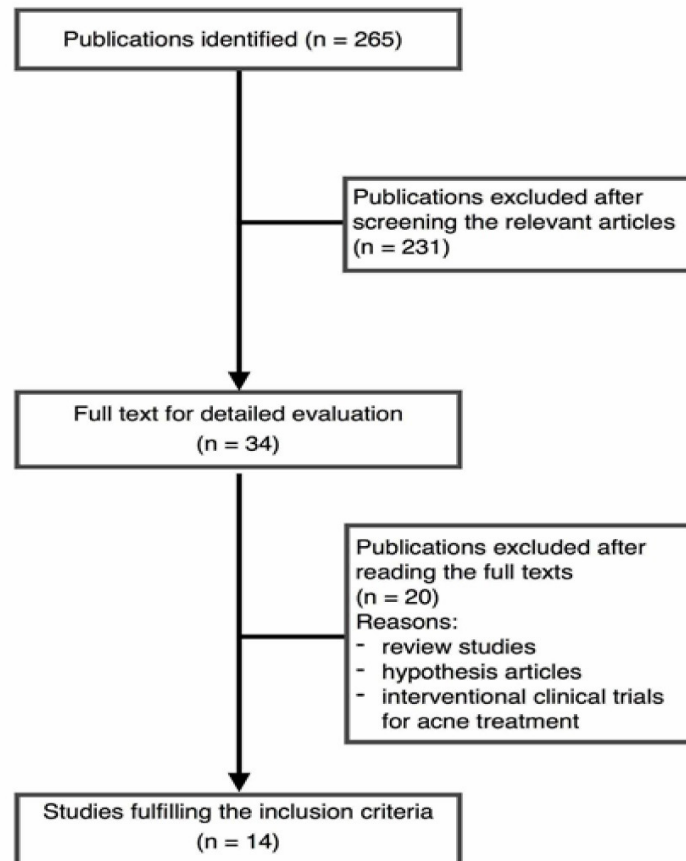 Publications identified (n = 265)
Publications excluded after
screening the relevant articles
(n = 231)
Full text for detailed evaluation
(n = 34)
Publications excluded after
reading the full texts
(n = 20)
Reasons:
- review studies
- hypothesis articles
- interventional clinical trials
for acne treatment
Studies fulfilling the inclusion criteria
(n = 14)